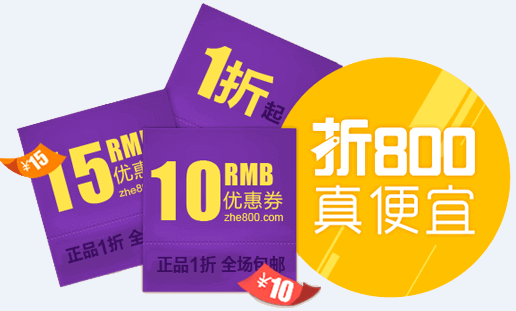 1折起
15 RMB
优惠券
zhe8
正品1折 全
¥15
10 RMB
优惠券
zhe800.com
正品1折 全场包邮
¥10
折800
真便宜